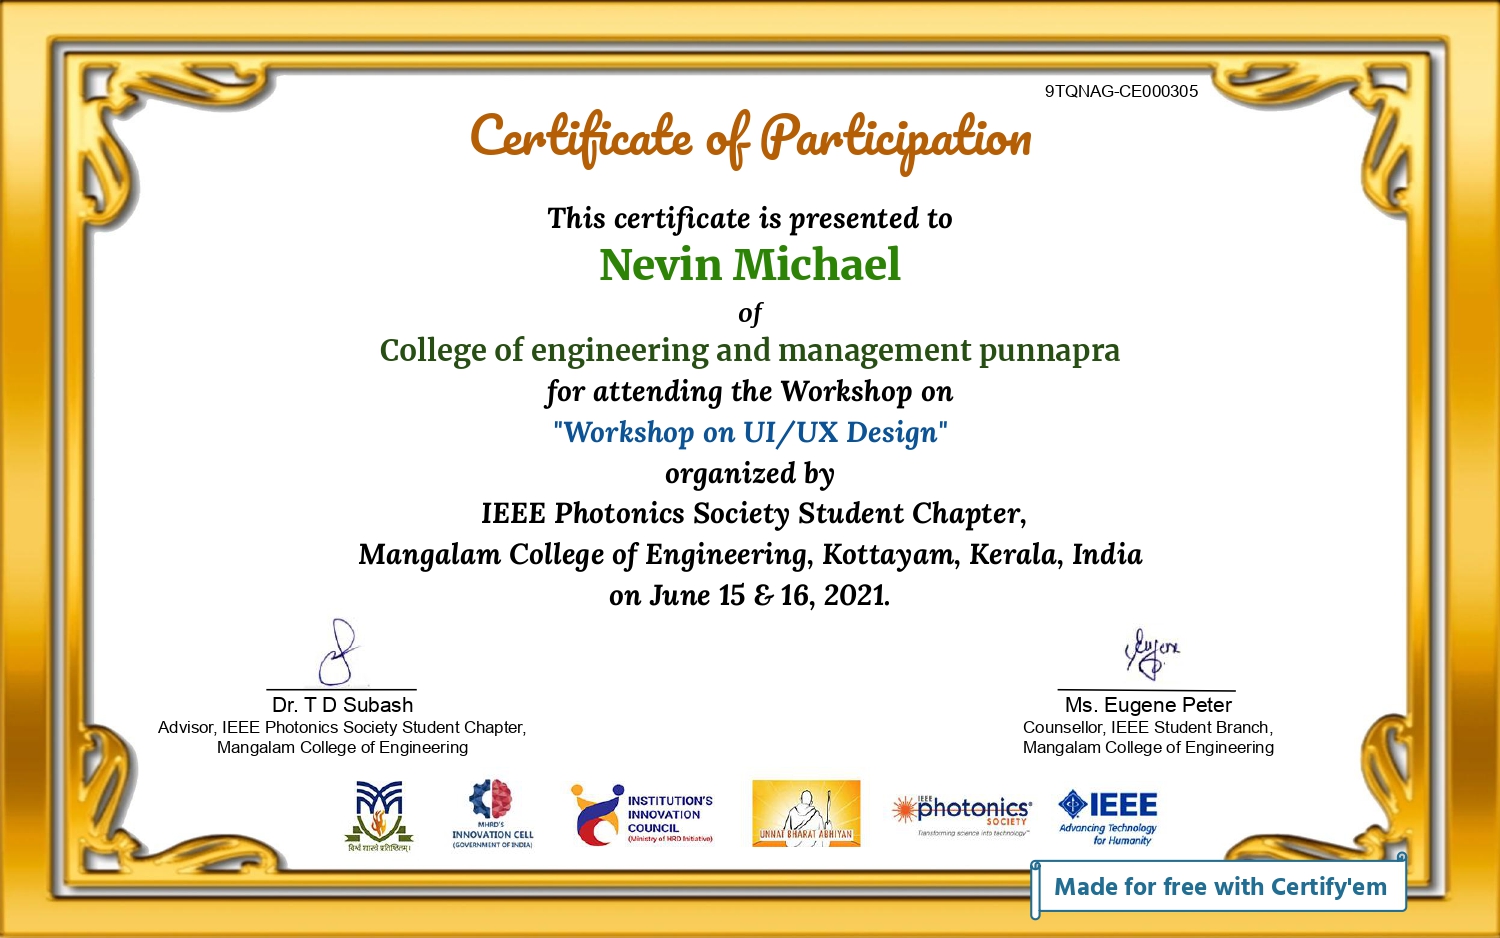 9TQNAG-CE000305
Certificate of Participation
This certificate is presented to
Nevin Michael
of
College of engineering and management punnapra
for attending the Workshop on
"Workshop on UI/UX Design"
organized by
IEEE Photonics Society Student Chapter,
Mangalam College of Engineering, Kottayam, Kerala, India
on June 15 & 16, 2021.
Dr. T D Subash
Advisor, IEEE Photonics Society Student Chapter,
Mangalam College of Engineering
Ms. Eugene Peter
Counsellor, IEEE Student Branch,
Mangalam College of Engineering
MHRD'S
INNOVATION CELL
(GOVERNMENT OF INDIA)
INSTITUTION'S
INNOVATION
COUNCIL
(Ministry of HRD Initiative)
UNNAT BHARAT ABHIYAN
IEEE
photonics
SOCIETY
Transforming science into technology™
IEEE
Advancing Technology
for Humanity
Made for free with Certify'em